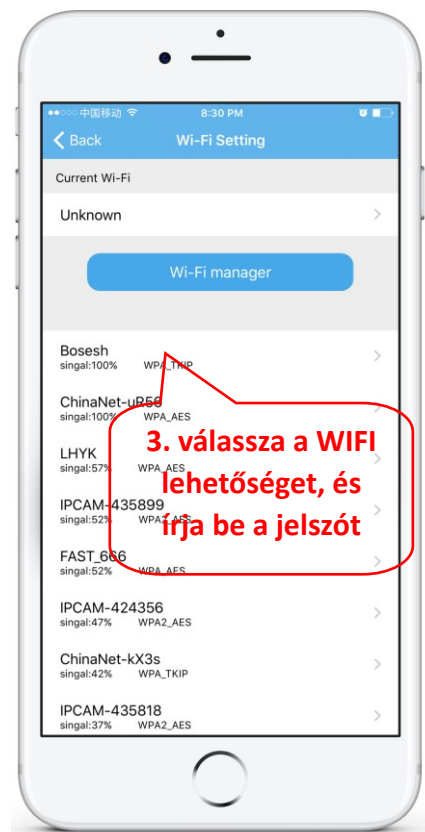 中国移动 8:30 PM
Back Wi-Fi Setting
Current Wi-Fi
Unknown
Wi-Fi manager
Bosesh
singal:100% WPA_TKIP
ChinaNet-uR56
singal:100% WPA_AES
LHYK
singal:57% WPA_AES
3. válassza a WIFI
lehetőséget, és
írja be a jelszót
IPCAM-435899
singal:52% WPA2_AES
FAST_666
singal:52% WPA_AES
IPCAM-424356
singal:47% WPA2_AES
ChinaNet-kX3s
singal:42% WPA_TKIP
IPCAM-435818
singal:37% WPA2_AES